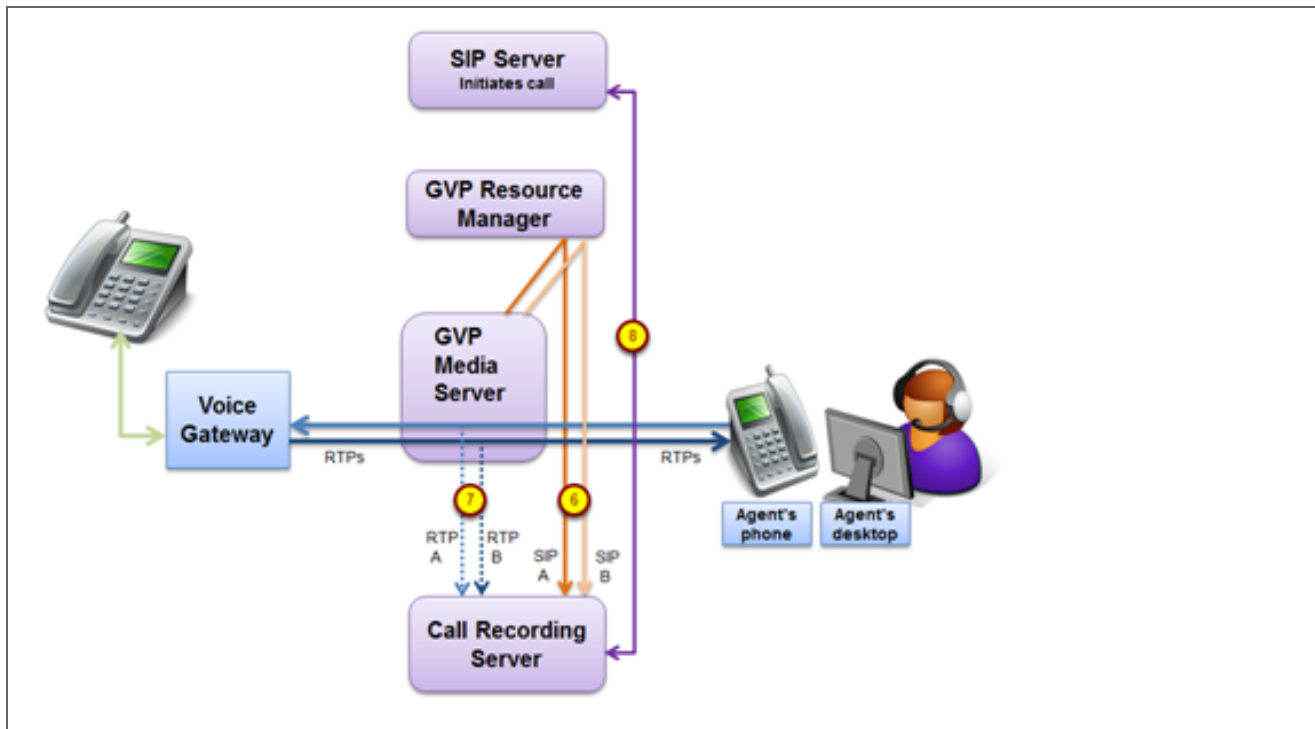 SIP Server
Initiates call
GVP Resource
Manager
GVP
Media
Server
8
Voice
Gateway
RTPs
RTPs
7
6
Agent's
phone
Agent's
desktop
RTP
A
RTP
B
SIP
A
SIP
B
Call Recording
Server